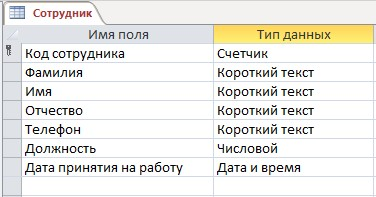 Сотрудник
Имя поля Тип данных
Код сотрудника Счетчик
Фамилия Короткий текст
Имя Короткий текст
Отчество Короткий текст
Телефон Короткий текст
Должность Числовой
Дата принятия на работу Дата и время